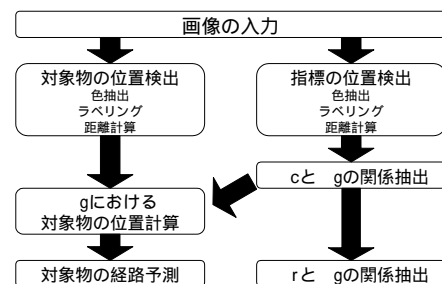 画像の入力
対象物の位置検出
色抽出
ラベリング
距離計算
指標の位置検出
色抽出
ラベリング
距離計算
cと gの関係抽出
gにおける
対象物の位置計算
対象物の経路予測
rと gの関係抽出